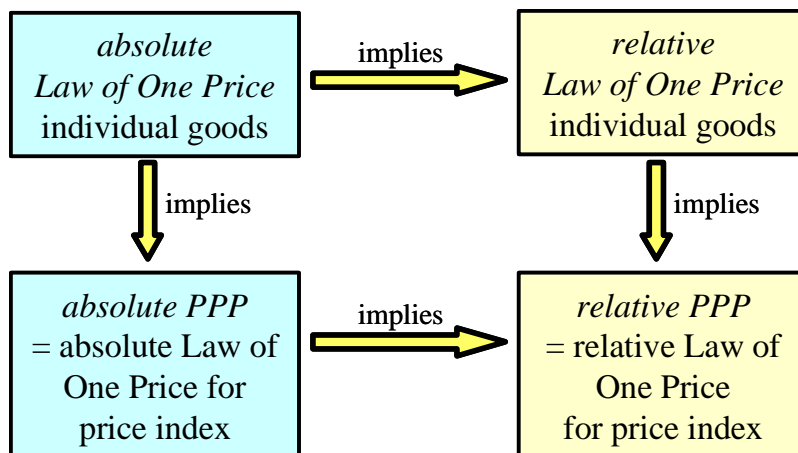 absolute
Law of One Price
individual goods
implies
relative
Law of One Price
individual goods
implies
implies
absolute PPP
= absolute Law of
One Price for
price index
implies
relative PPP
= relative Law of
One Price
for price index